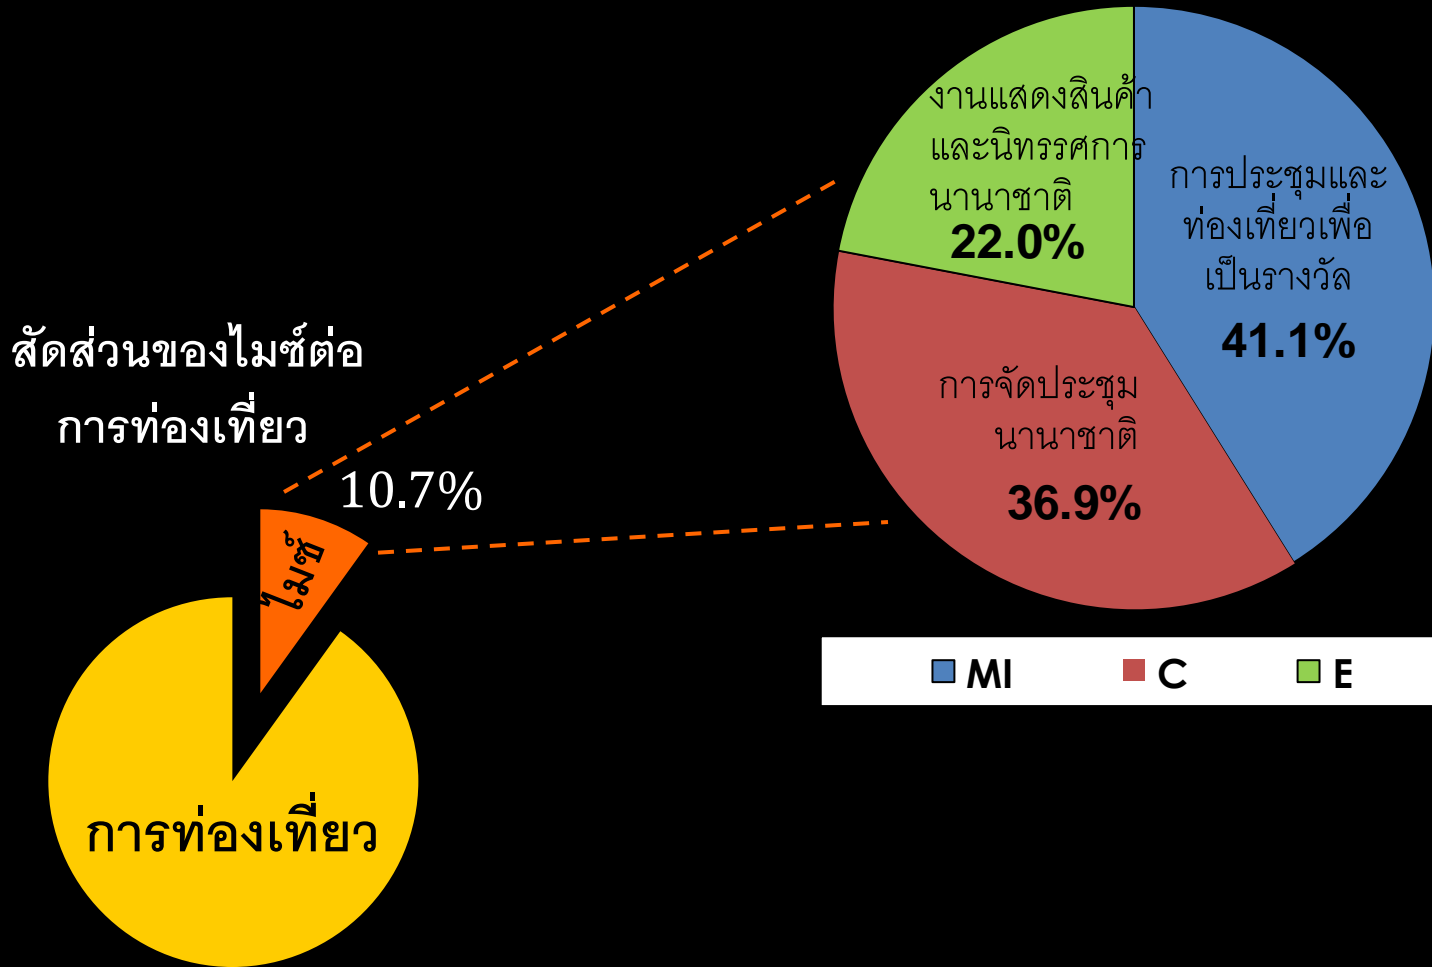 สัดส่วนของไมซ์ต่อ
การท่องเที่ยว
10.7%
ไมซ์
การท่องเที่ยว
งานแสดงสินค้า
และนิทรรศการ
นานาชาติ
22.0%
การประชุมและ
ท่องเที่ยวเพื่อ
เป็นรางวัล
41.1%
การจัดประชุม
นานาชาติ
36.9%
MI C E